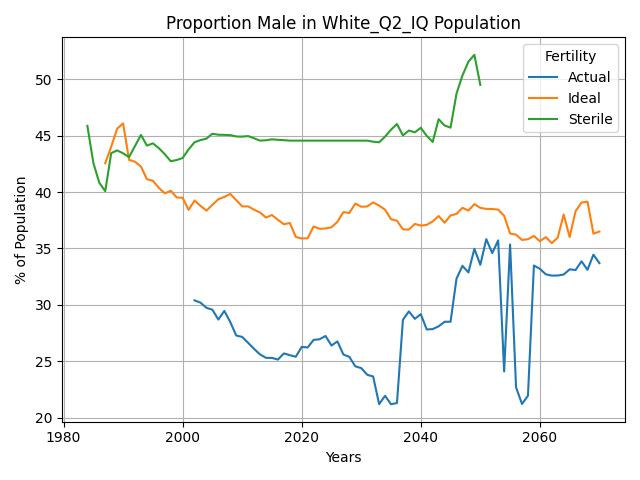 Proportion Male in White_Q2_IQ Population
% of Population
50
45
40
35
30
25
20
1980
2000
2020
2040
2060
Years
Fertility
Actual
Ideal
Sterile